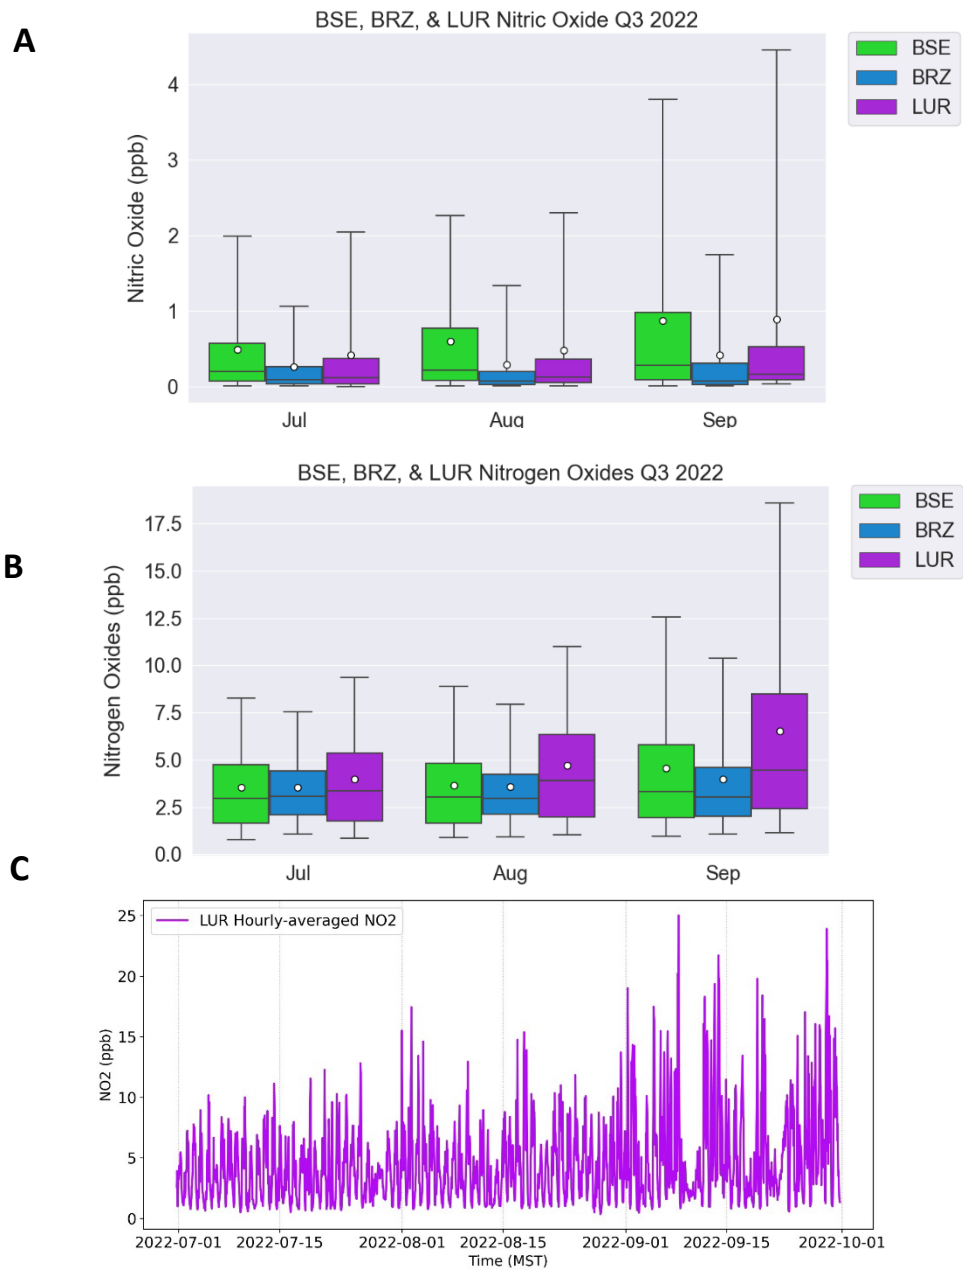 A
BSE, BRZ, & LUR Nitric Oxide Q3 2022
BSE
BRZ
LUR
Nitric Oxide (ppb)
4
3
2
1
0
Jul
Aug
Sep
B
BSE, BRZ, & LUR Nitrogen Oxides Q3 2022
BSE
BRZ
LUR
Nitrogen Oxides (ppb)
17.5
15.0
12.5
10.0
7.5
5.0
2.5
0.0
Jul
Aug
Sep
C
LUR Hourly-averaged NO2
NO2 (ppb)
25
20
15
10
5
0
2022-07-01
2022-07-15
2022-08-01
2022-08-15
2022-09-01
2022-09-15
2022-10-01
Time (MST)